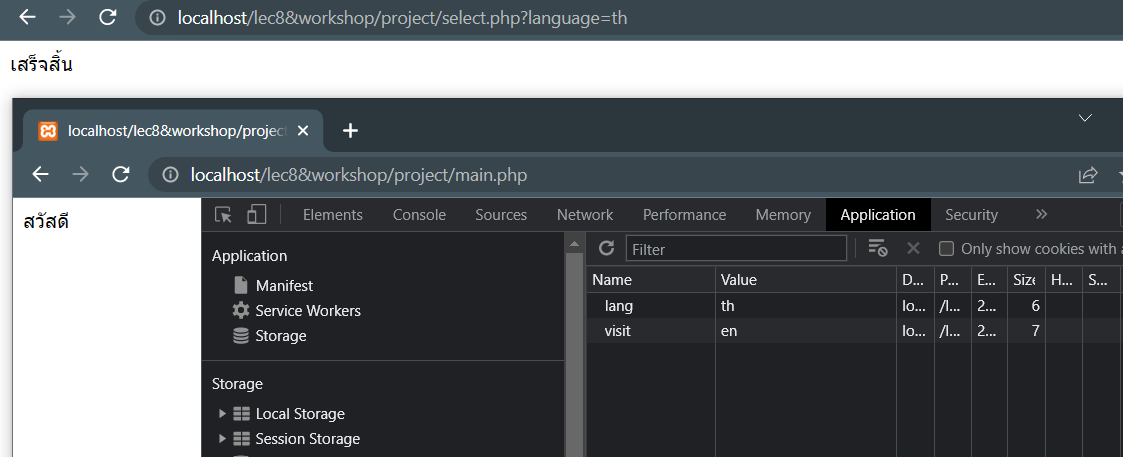 localhost/lec8&workshop/project/select.php?language=th
เสร็จสิ้น
localhost/lec8&workshop/project
localhost/lec8&workshop/project/main.php
สวัสดี
Elements Console Sources Network Performance Memory Application Security
Application
Filter
Only show cookies with
Manifest
Service Workers
Storage
Name Value D... P... E... Size H... S...
lang th lo... /l... 2... 6
visit en lo... /l... 2... 7
Storage
Local Storage
Session Storage